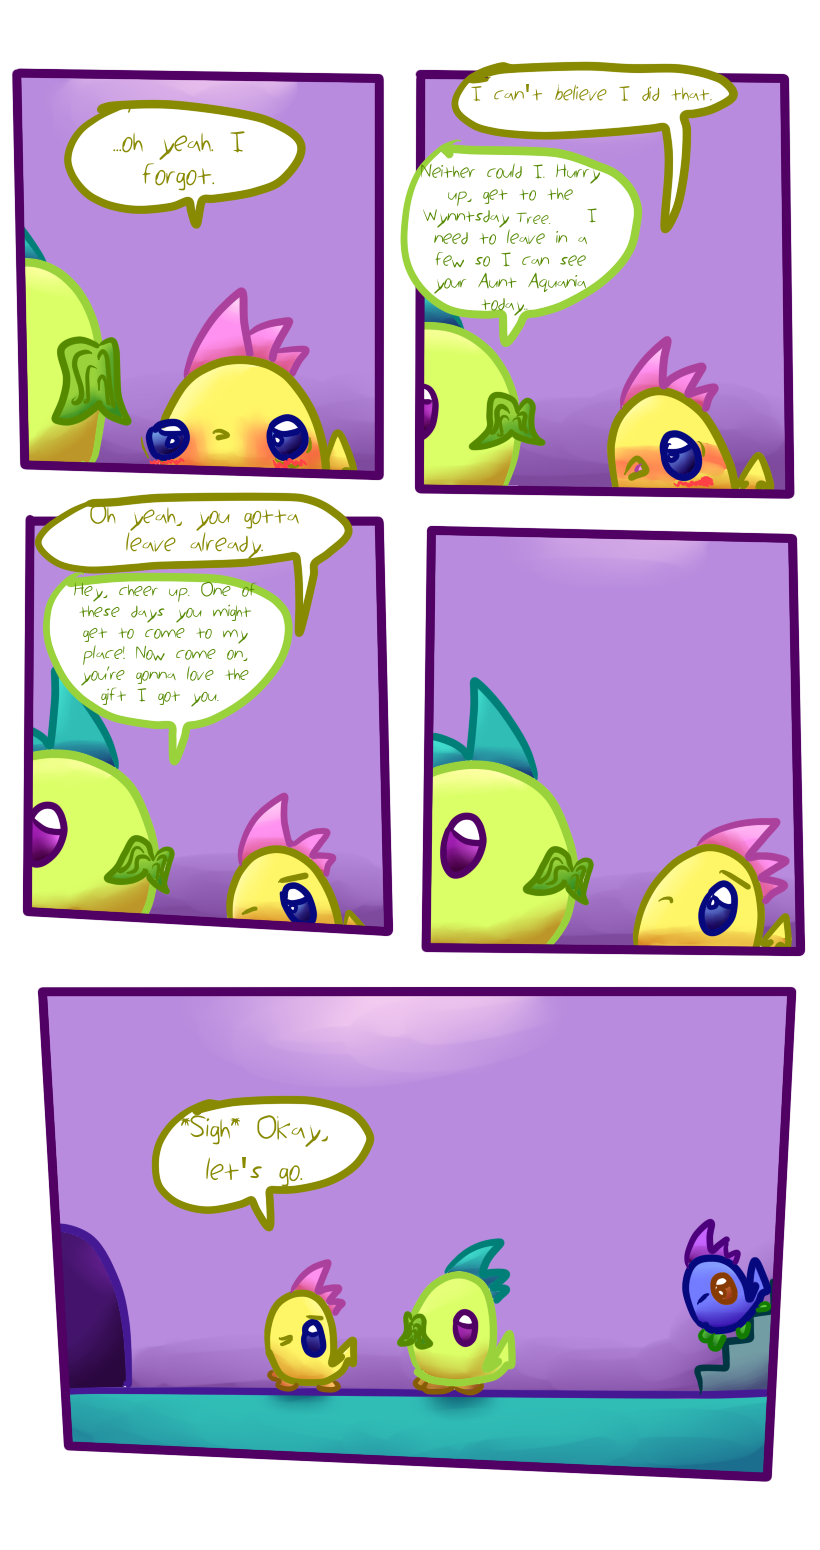 ...oh yeah. I
forgot.
I can't believe I did that.
Neither could I. Hurry
up, get to the
Wynntsday Tree. I
need to leave in a
few so I can see
your Aunt Aquania
today.
Oh yeah, you gotta
leave already.
Hey, cheer up. One of
these days you might
get to come to my
place! Now come on,
you're gonna love the
gift I got you.
*Sigh* Okay,
let's go.